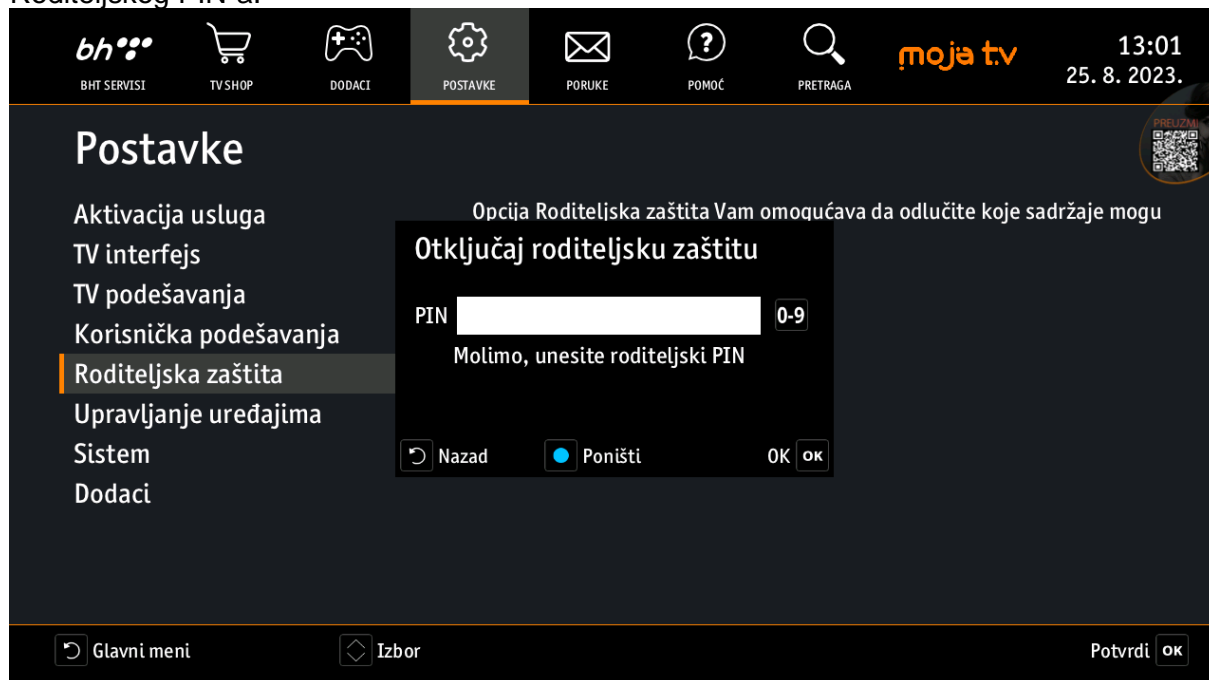 Roditeljskog PIN-a.
bh
BHT SERVISI
TV SHOP
DODACI
POSTAVKE
PORUKE
POMOĆ
PRETRAGA
moja tv
13:01
25. 8. 2023.
PREUZMI
Postavke
Aktivacija usluga
TV interfejs
TV podešavanja
Korisnička podešavanja
Roditeljska zaštita
Upravljanje uređajima
Sistem
Dodaci
Opcija Roditeljska zaštita Vam omogućava da odlučite koje sadržaje mogu
Otključaj roditeljsku zaštitu
PIN 0-9
Molimo, unesite roditeljski PIN
Nazad Poništi OK OK
Glavni meni Izbor Potvrdi OK